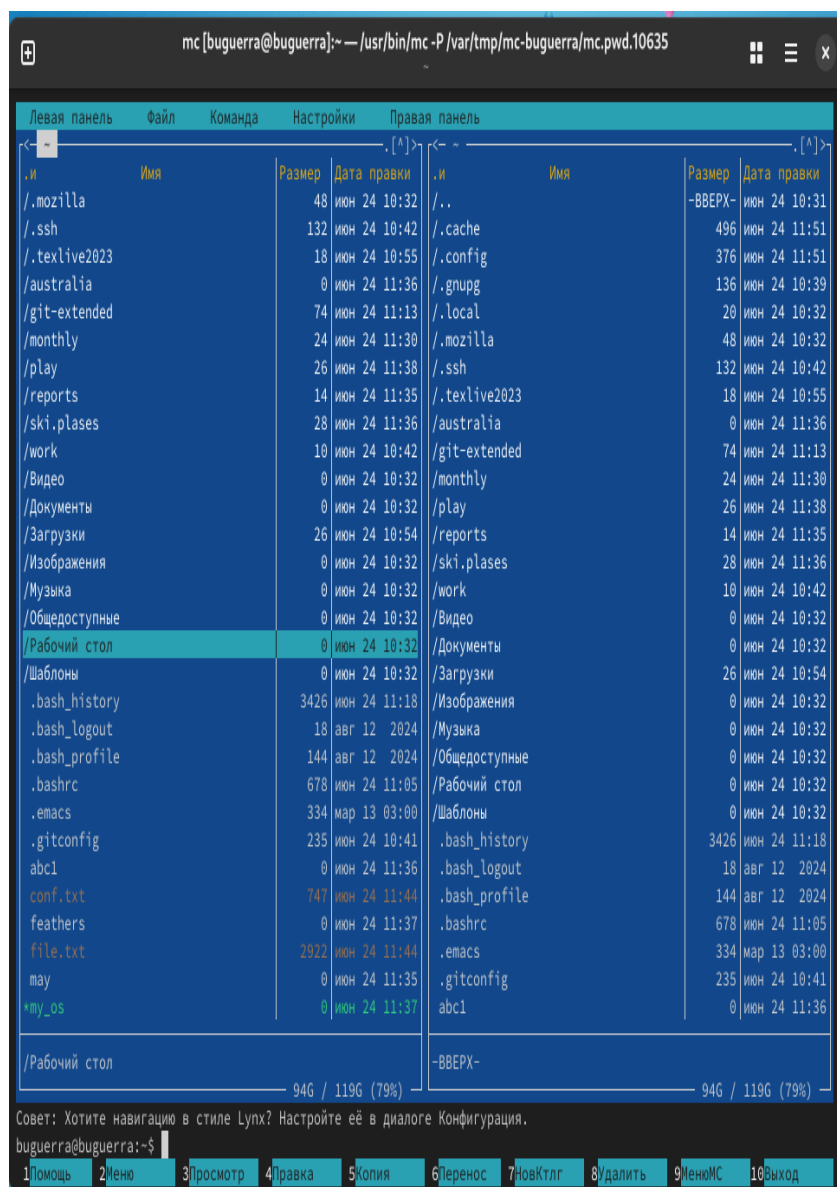 mc [buguerra@buguerra]:~ — /usr/bin/mc -P /var/tmp/mc-buguerra/mc.pwd.10635
~
Левая панель Файл Команда Настройки Правая панель
<- ~ .[^]> <- ~ .[^]>
.и Имя Размер Дата правки .и Имя Размер Дата правки
/.mozilla 48 июн 24 10:32 /.. -ВВЕРХ- июн 24 10:31
/.ssh 132 июн 24 10:42 /.cache 496 июн 24 11:51
/.texlive2023 18 июн 24 10:55 /.config 376 июн 24 11:51
/australia 0 июн 24 11:36 /.gnupg 136 июн 24 10:39
/git-extended 74 июн 24 11:13 /.local 20 июн 24 10:32
/monthly 24 июн 24 11:30 /.mozilla 48 июн 24 10:32
/play 26 июн 24 11:38 /.ssh 132 июн 24 10:42
/reports 14 июн 24 11:35 /.texlive2023 18 июн 24 10:55
/ski.plases 28 июн 24 11:36 /australia 0 июн 24 11:36
/work 10 июн 24 10:42 /git-extended 74 июн 24 11:13
/Видео 0 июн 24 10:32 /monthly 24 июн 24 11:30
/Документы 0 июн 24 10:32 /play 26 июн 24 11:38
/Загрузки 26 июн 24 10:54 /reports 14 июн 24 11:35
/Изображения 0 июн 24 10:32 /ski.plases 28 июн 24 11:36
/Музыка 0 июн 24 10:32 /work 10 июн 24 10:42
/Общедоступные 0 июн 24 10:32 /Видео 0 июн 24 10:32
/Рабочий стол 0 июн 24 10:32 /Документы 0 июн 24 10:32
/Шаблоны 0 июн 24 10:32 /Загрузки 26 июн 24 10:54
.bash_history 3426 июн 24 11:18 /Изображения 0 июн 24 10:32
.bash_logout 18 авг 12 2024 /Музыка 0 июн 24 10:32
.bash_profile 144 авг 12 2024 /Общедоступные 0 июн 24 10:32
.bashrc 678 июн 24 11:05 /Рабочий стол 0 июн 24 10:32
.emacs 334 мар 13 03:00 /Шаблоны 0 июн 24 10:32
.gitconfig 235 июн 24 10:41 .bash_history 3426 июн 24 11:18
abc1 0 июн 24 11:36 .bash_logout 18 авг 12 2024
conf.txt 747 июн 24 11:44 .bash_profile 144 авг 12 2024
feathers 0 июн 24 11:37 .bashrc 678 июн 24 11:05
file.txt 2922 июн 24 11:44 .emacs 334 мар 13 03:00
may 0 июн 24 11:35 .gitconfig 235 июн 24 10:41
*my_os 0 июн 24 11:37 abc1 0 июн 24 11:36
/Рабочий стол -ВВЕРХ-
94G / 119G (79%) 94G / 119G (79%)
Совет: Хотите навигацию в стиле Lynx? Настройте её в диалоге Конфигурация.
buguerra@buguerra:~$
1Помощь 2Меню 3Просмотр 4Правка 5Копия 6Перенос 7НовКтлг 8Удалить 9МенюMC 10Выход